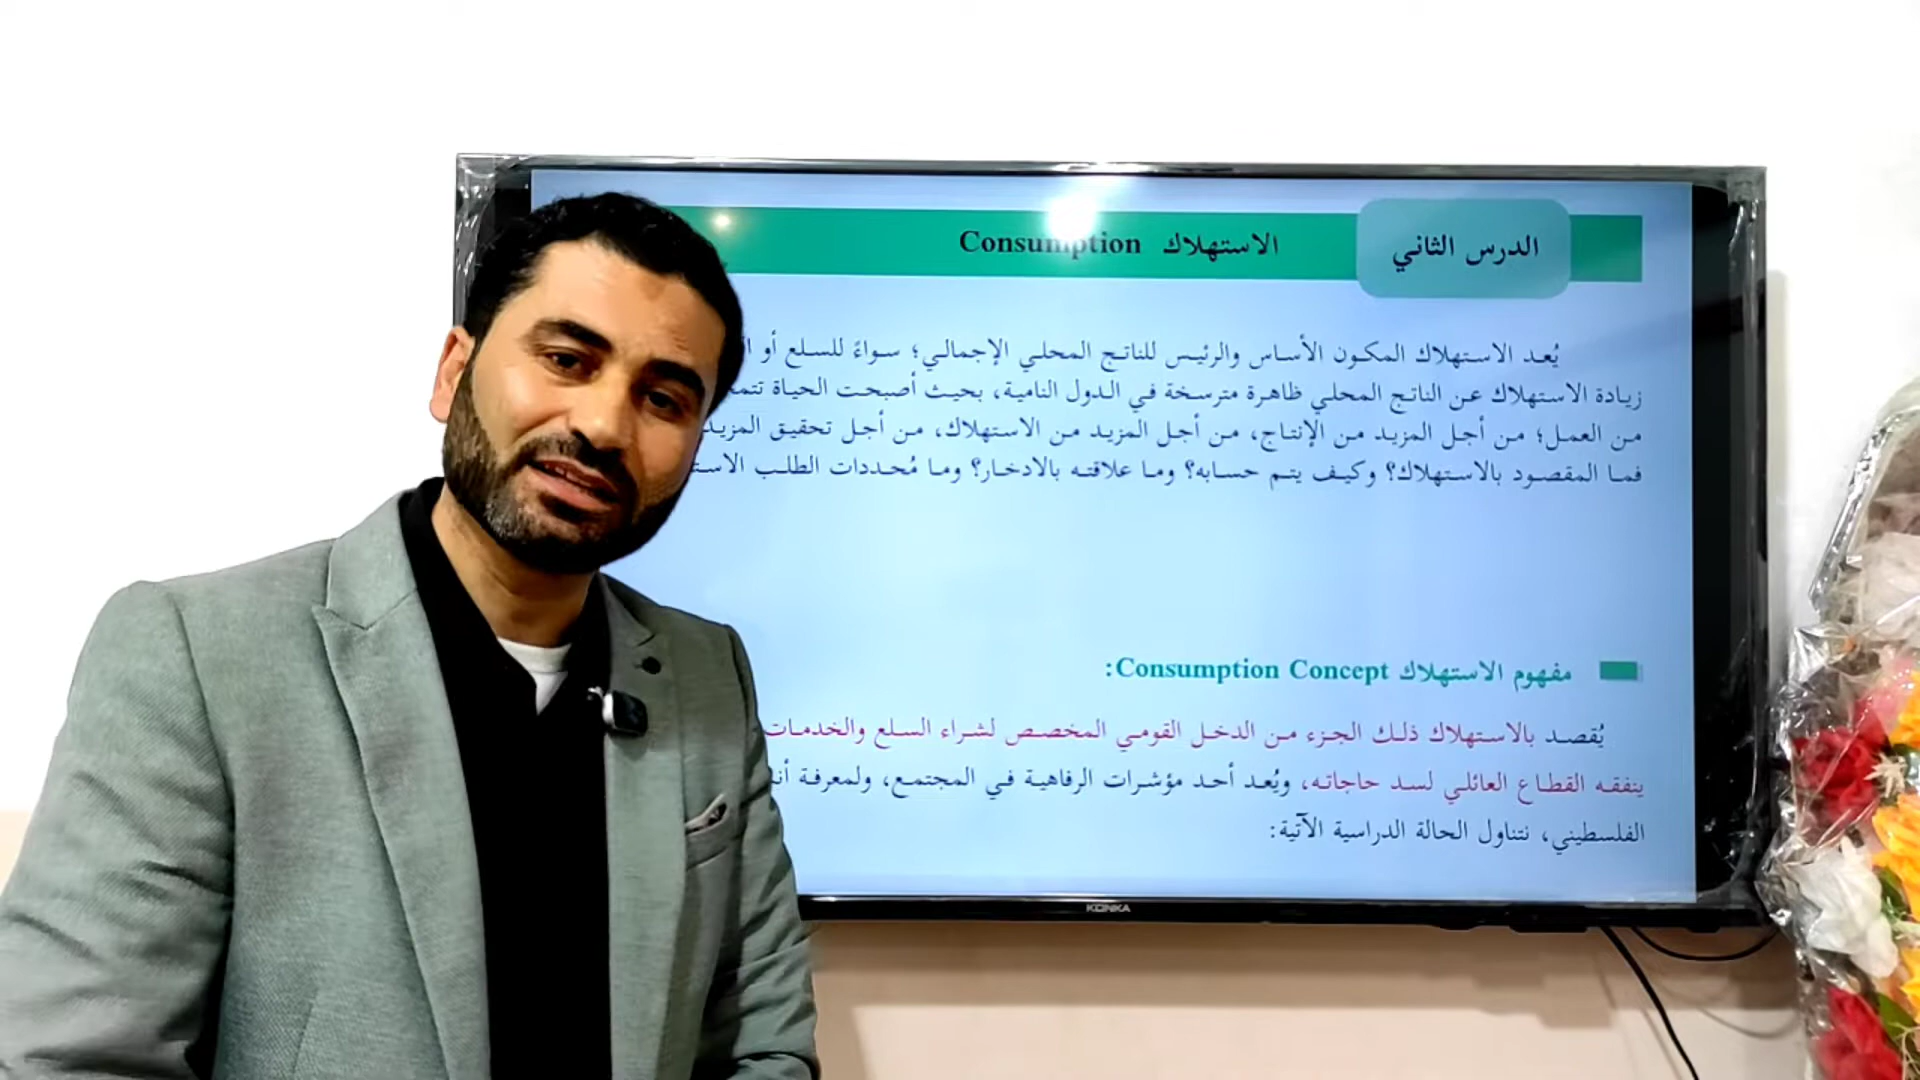 الدرس الثاني
الاستهلاك Consumption
يُعد الاستهلاك المكون الأساس والرئيس للناتج المحلي الإجمالي؛ سواءً للسلع أو
زيادة الاستهلاك عن الناتج المحلي ظاهرة مترسخة في الدول النامية، بحيث أصبحت الحياة
من العمل؛ من أجل المزيد من الإنتاج، من أجل المزيد من الاستهلاك، من أجل تحقيق المزيد
فما المقصود بالاستهلاك؟ وكيف يتم حسابه؟ وما علاقته بالادخار؟ وما مُحددات الطلب
مفهوم الاستهلاك Consumption Concept:
يُقصد بالاستهلاك ذلك الجزء من الدخل القومي المخصص لشراء السلع والخدمات
ينفقه القطاع العائلي لسد حاجاته، ويُعد أحد مؤشرات الرفاهية في المجتمع، ولمعرفة
الفلسطيني، نتناول الحالة الدراسية الآتية:
KONKA